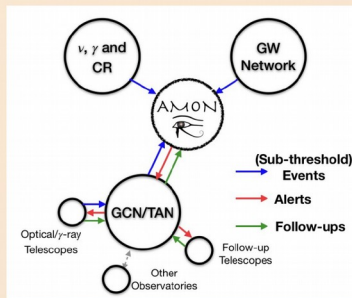 ν, γ and
CR
GW
Network
AMON
(Sub-threshold)
Events
Alerts
Follow-ups
GCN/TAN
Optical/γ-ray
Telescopes
Follow-up
Telescopes
Other
Observatories